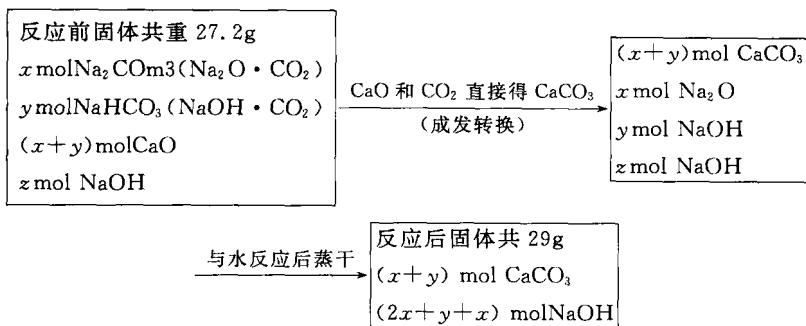 反应前固体共重 27.2g
x molNa₂COm3(Na₂O·CO₂)
y molNaHCO₃(NaOH·CO₂)
(x+y)molCaO
z mol NaOH
CaO 和 CO₂ 直接得 CaCO₃
(成发转换)
(x+y)mol CaCO₃
x mol Na₂O
y mol NaOH
z mol NaOH
与水反应后蒸干
反应后固体共 29g
(x+y) mol CaCO₃
(2x+y+x) molNaOH